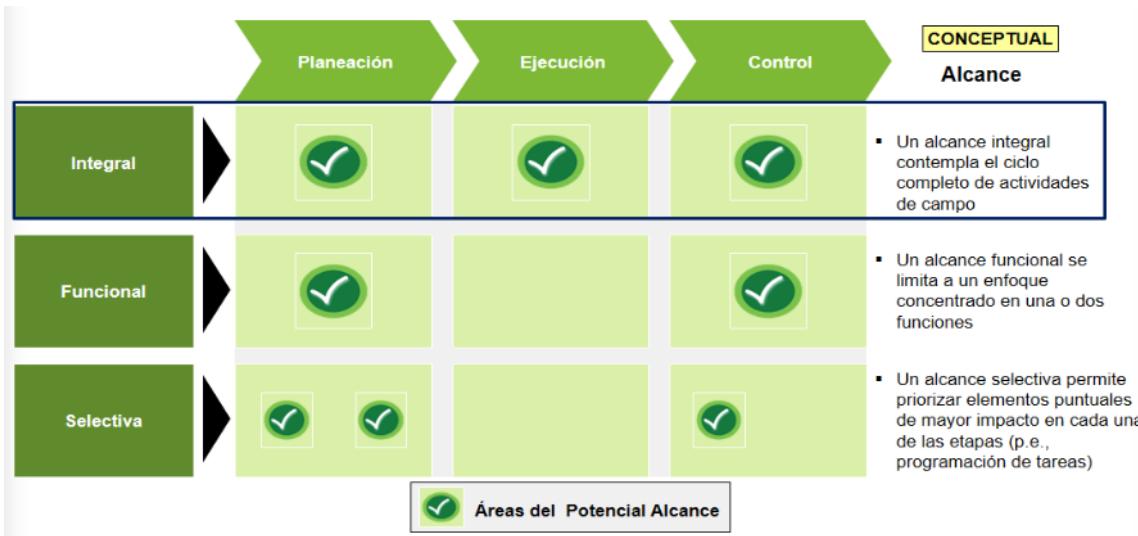 Planeación
Ejecución
Control
CONCEPTUAL
Alcance
Integral
▪ Un alcance integral
contempla el ciclo
completo de actividades
de campo
Funcional
▪ Un alcance funcional se
limita a un enfoque
concentrado en una o dos
funciones
Selectiva
▪ Un alcance selectiva permite
priorizar elementos puntuales
de mayor impacto en cada una
de las etapas (p.e.,
programación de tareas)
Áreas del Potencial Alcance